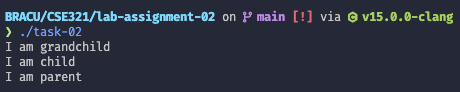 BRACU/CSE321/lab-assignment-02 on main [!] via C v15.0.0-clang
❯ ./task-02
I am grandchild
I am child
I am parent